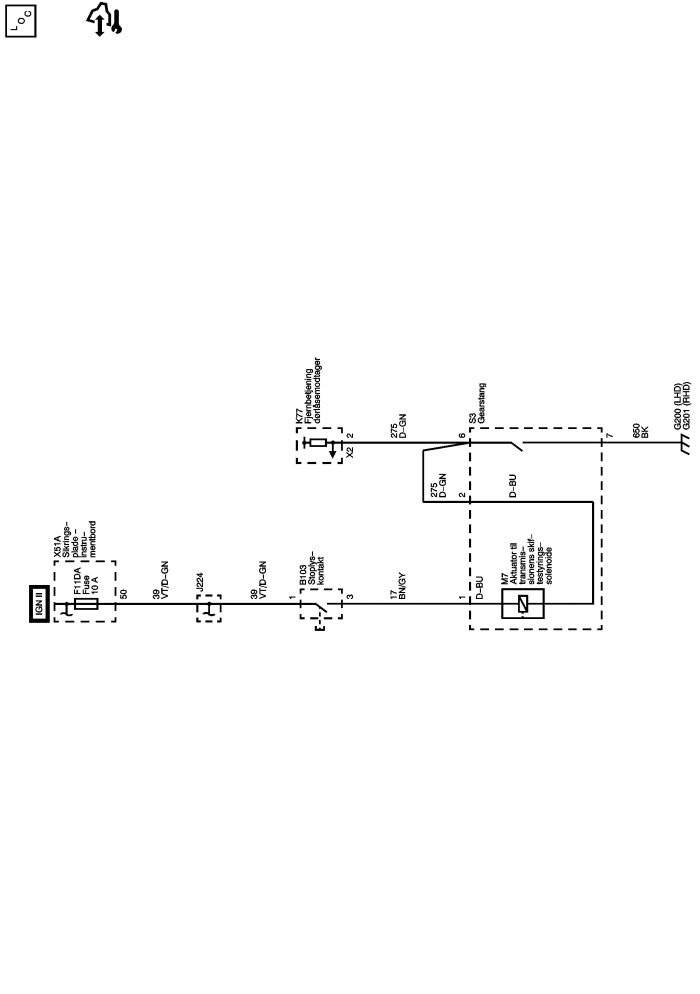 LOC
IGN II
X51A
Sikrings–
plade –
instru–
mentbord
F11DA
Fuse
10 A
50
39
VT/D–GN
J224
39
VT/D–GN
1
B103
Stoplys–
kontakt
3
17
BN/GY
1
D–BU
M7
Aktuator til
transmis–
sionens skif–
testyrings–
solenoide
K77
Fjernbetjening
dørlåsemodtager
2
X2
275
D–GN
6
S3
Gearstang
275
D–GN
2
D–BU
7
650
BK
G200 (LHD)
G201 (RHD)